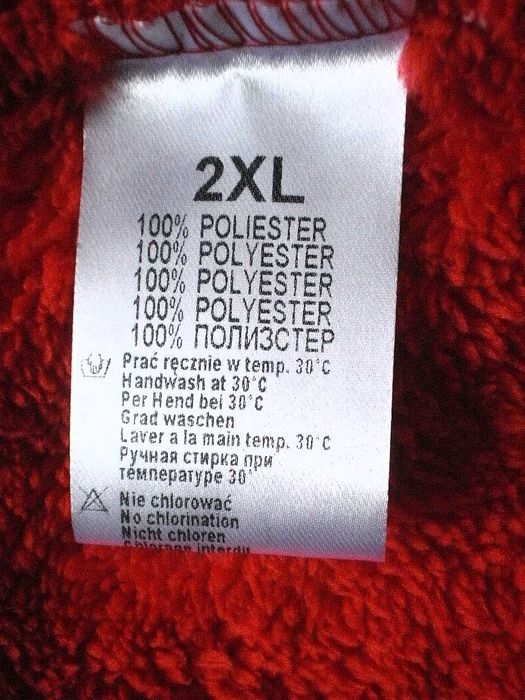 2XL
100% POLIESTER
100% POLYESTER
100% POLYESTER
100% POLYESTER
100% ПОЛИЗСТЕР
Prać ręcznie w temp. 30°C
Handwash at 30°C
Per Hend bei 30°C
Grad waschen
Laver a la main temp. 30°C
Ручная стирка при
температуре 30°
Nie chlorować
No chlorination
Nicht chloren
Chlorage interdit